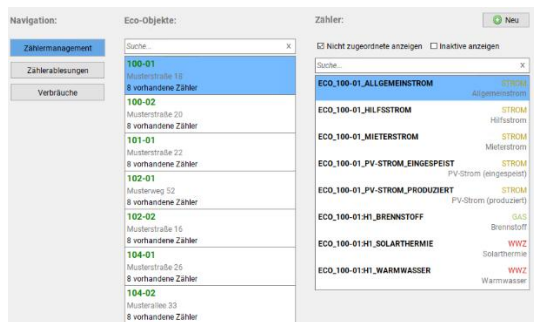 Navigation:
Zählermanagement
Zählerablesungen
Verbräuche
Eco-Objekte:
Suche... x
100-01
Musterstraße 18
8 vorhandene Zähler
100-02
Musterstraße 20
8 vorhandene Zähler
101-01
Musterstraße 22
8 vorhandene Zähler
102-01
Musterweg 52
8 vorhandene Zähler
102-02
Musterstraße 16
8 vorhandene Zähler
104-01
Musterstraße 26
8 vorhandene Zähler
104-02
Musterallee 33
8 vorhandene Zähler
Zähler:
Neu
Nicht zugeordnete anzeigen Inaktive anzeigen
Suche... x
ECO_100-01_ALLGEMEINSTROM STROM
Allgemeinstrom
ECO_100-01_HILFSSTROM STROM
Hilfsstrom
ECO_100-01_MIETERSTROM STROM
Mieterstrom
ECO_100-01_PV-STROM_EINGESPEIST STROM
PV-Strom (eingespeist)
ECO_100-01_PV-STROM_PRODUZIERT STROM
PV-Strom (produziert)
ECO_100-01:H1_BRENNSTOFF GAS
Brennstoff
ECO_100-01:H1_SOLARTHERMIE WWZ
Solarthermie
ECO_100-01:H1_WARMWASSER WWZ
Warmwasser